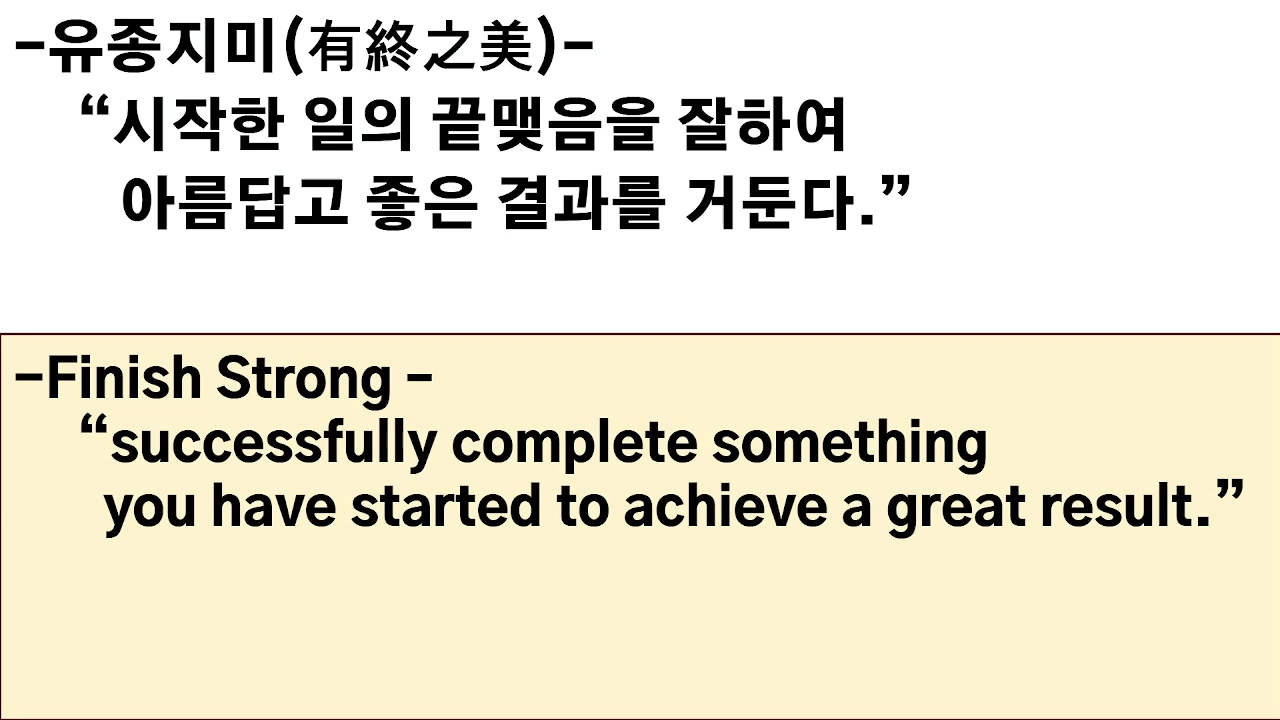 -유종지미(有終之美)-
“시작한 일의 끝맺음을 잘하여
아름답고 좋은 결과를 거둔다.”
-Finish Strong -
“successfully complete something
you have started to achieve a great result.”